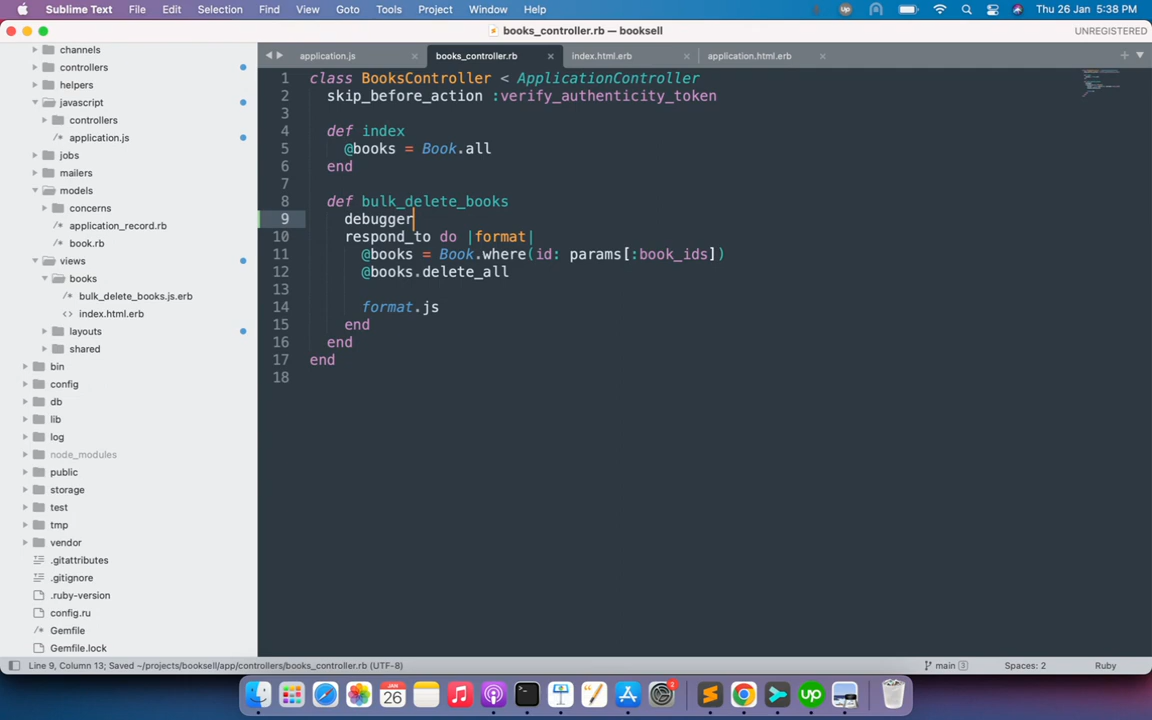 Sublime Text File Edit Selection Find View Goto Tools Project Window Help Thu 26 Jan 5:38 PM
books_controller.rb — booksell UNREGISTERED
application.js books_controller.rb index.html.erb application.html.erb
channels
controllers
helpers
javascript
controllers
application.js
jobs
mailers
models
concerns
application_record.rb
book.rb
views
books
bulk_delete_books.js.erb
index.html.erb
layouts
shared
bin
config
db
lib
log
node_modules
public
storage
test
tmp
vendor
.gitattributes
.gitignore
.ruby-version
config.ru
Gemfile
Gemfile.lock
1 class BooksController < ApplicationController
2 skip_before_action :verify_authenticity_token
3
4 def index
5 @books = Book.all
6 end
7
8 def bulk_delete_books
9 debugger
10 respond_to do |format|
11 @books = Book.where(id: params[:book_ids])
12 @books.delete_all
13
14 format.js
15 end
16 end
17 end
18
Line 9, Column 13; Saved ~/projects/booksell/app/controllers/books_controller.rb (UTF-8) main 3 Spaces: 2 Ruby
JAN
26
2
up